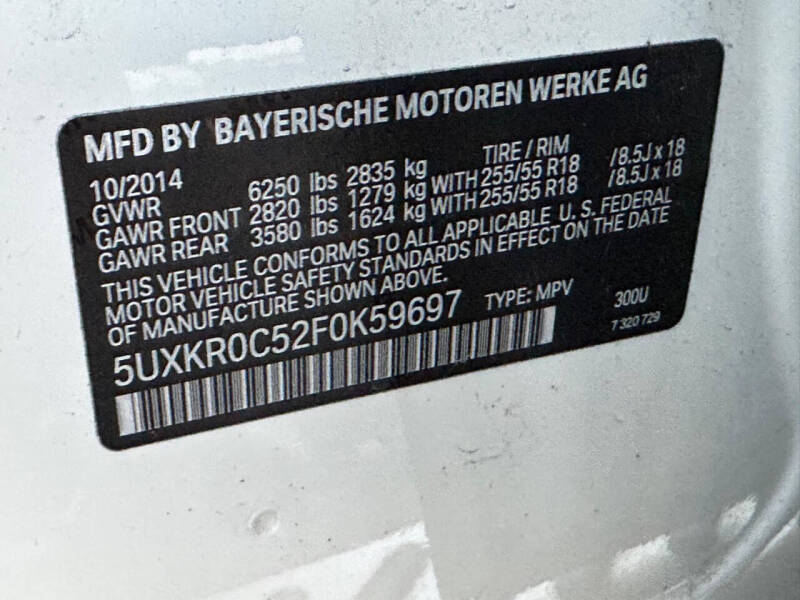 MFD BY BAYERISCHE MOTOREN WERKE AG
10/2014 TIRE / RIM
GVWR 6250 lbs 2835 kg
GAWR FRONT 2820 lbs 1279 kg WITH 255/55 R18 /8.5J x 18
GAWR REAR 3580 lbs 1624 kg WITH 255/55 R18 /8.5J x 18
THIS VEHICLE CONFORMS TO ALL APPLICABLE U.S. FEDERAL
MOTOR VEHICLE SAFETY STANDARDS IN EFFECT ON THE DATE
OF MANUFACTURE SHOWN ABOVE.
5UXKR0C52F0K59697 TYPE: MPV 300U
7 320 729